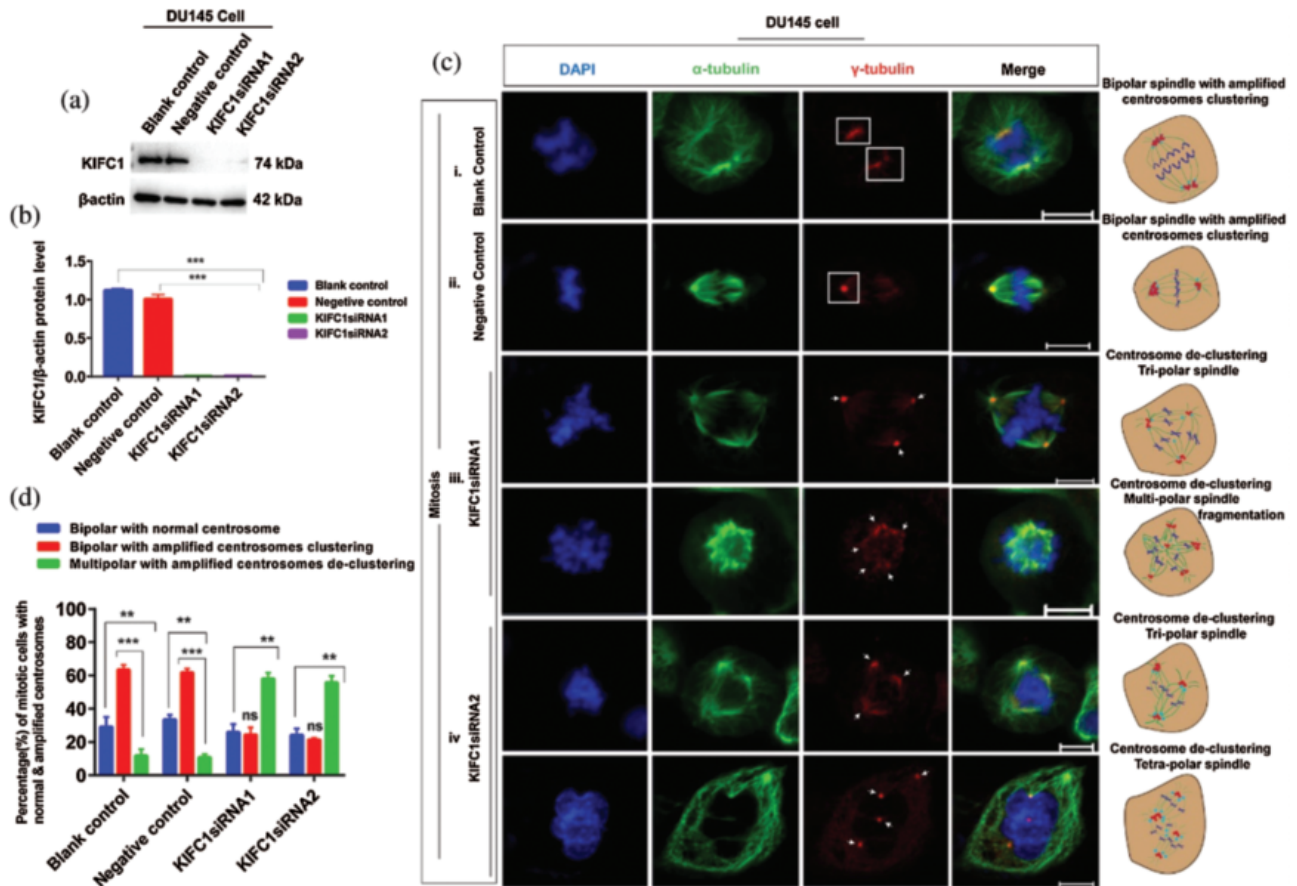 DU145 Cell
(a)
Blank control
Negative control
KIFC1siRNA1
KIFC1siRNA2
KIFC1
74 kDa
βactin
42 kDa
(b)
KIFC1/β-actin protein level
1.5
1.0
0.5
0.0
***
***
Blank control
Negetive control
KIFC1siRNA1
KIFC1siRNA2
Blank control
Negetive control
KIFC1siRNA1
KIFC1siRNA2
(d)
Bipolar with normal centrosome
Bipolar with amplified centrosomes clustering
Multipolar with amplified centrosomes de-clustering
Percentage(%) of mitotic cells with
normal & amplified centrosomes
100
80
60
40
20
0
**
***
**
***
**
ns
**
ns
Blank control
Negative control
KIFC1siRNA1
KIFC1siRNA2
(c)
DU145 cell
DAPI
α-tubulin
γ-tubulin
Merge
Mitosis
i.
Blank Control
Bipolar spindle with amplified
centrosomes clustering
ii.
Negative Control
Bipolar spindle with amplified
centrosomes clustering
iii.
KIFC1siRNA1
Centrosome de-clustering
Tri-polar spindle
Centrosome de-clustering
Multi-polar spindle
fragmentation
iv
KIFC1siRNA2
Centrosome de-clustering
Tri-polar spindle
Centrosome de-clustering
Tetra-polar spindle